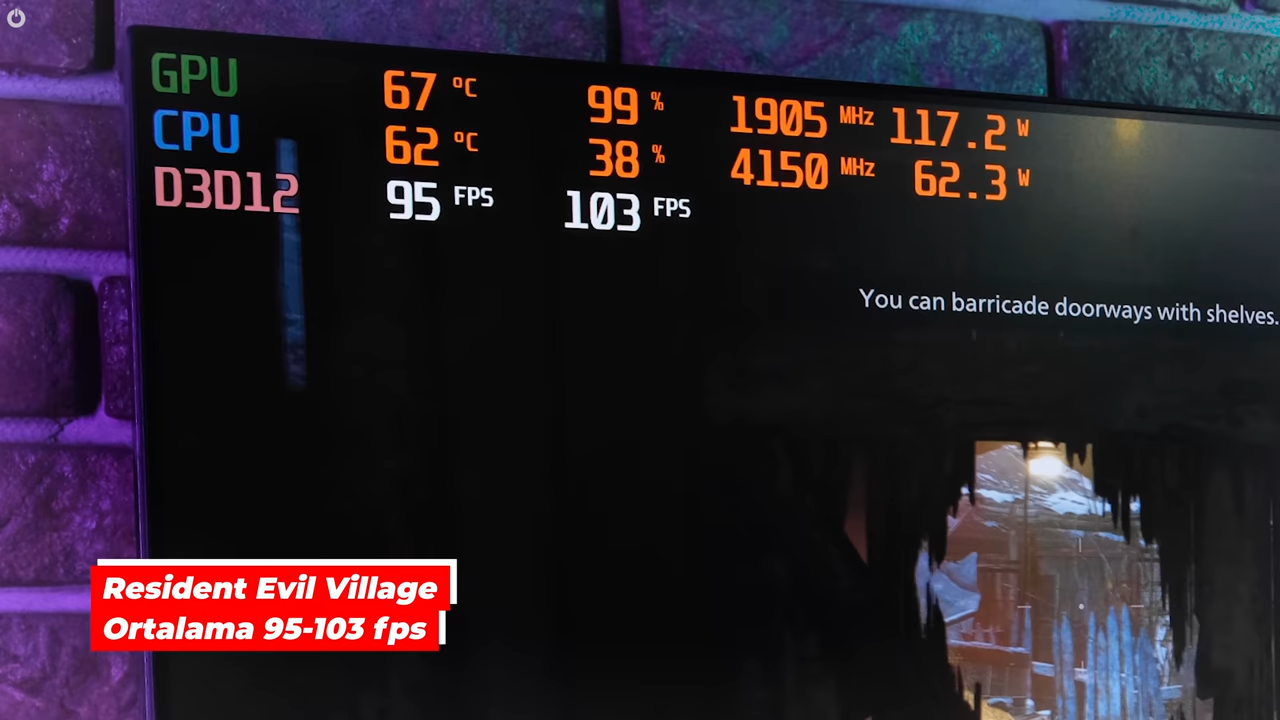 GPU 67 °C 99 % 1905 MHz 117.2 W
CPU 62 °C 38 % 4150 MHz 62.3 W
D3D12 95 FPS 103 FPS
You can barricade doorways with shelves.
Resident Evil Village
Ortalama 95-103 fps